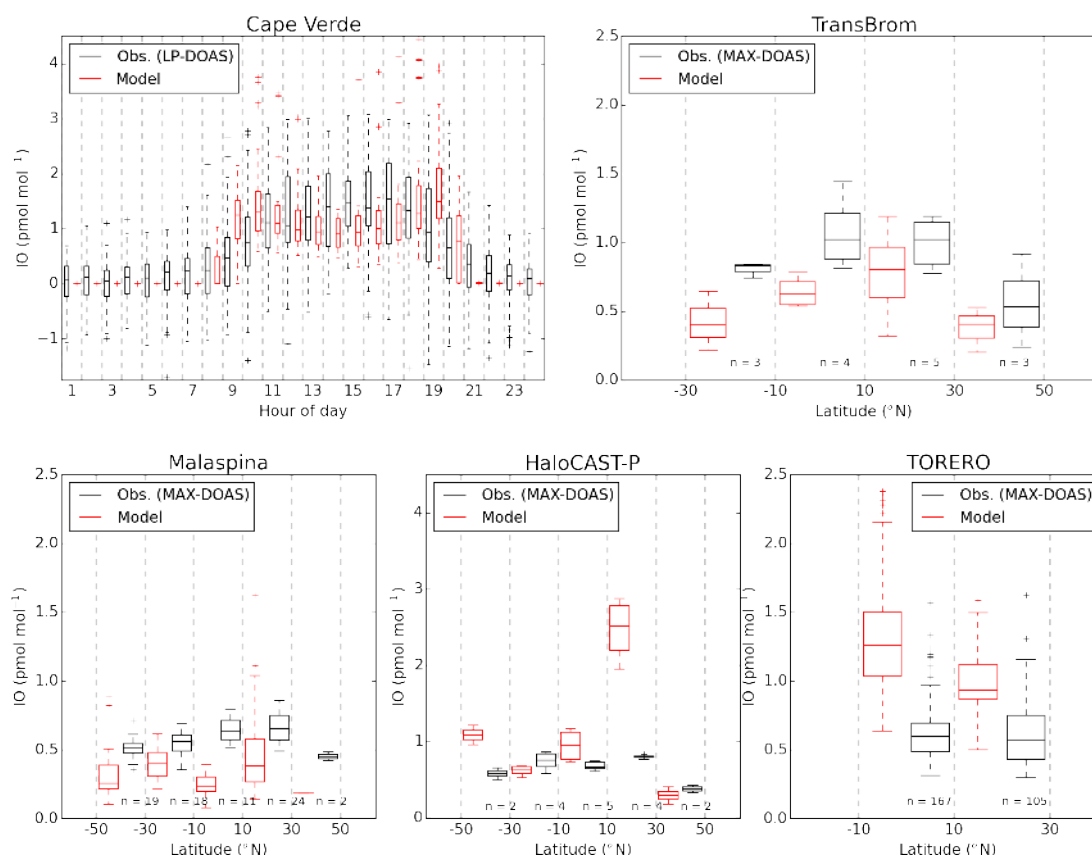 Cape Verde
Obs. (LP-DOAS)
Model
4
3
2
1
0
−1
IO (pmol mol ¹)
1 3 5 7 9 11 13 15 17 19 21 23
Hour of day
TransBrom
Obs. (MAX-DOAS)
Model
2.5
2.0
1.5
1.0
0.5
0.0
IO (pmol mol ¹)
n = 3 n = 4 n = 5 n = 3
-30 -10 10 30 50
Latitude (°N)
Malaspina
Obs. (MAX-DOAS)
Model
2.5
2.0
1.5
1.0
0.5
0.0
IO (pmol mol ¹)
n = 19 n = 18 n = 11 n = 24 n = 2
-50 -30 -10 10 30 50
Latitude (°N)
HaloCAST-P
Obs. (MAX-DOAS)
Model
4
3
2
1
0
IO (pmol mol ¹)
n = 2 n = 4 n = 5 n = 4 n = 2
-50 -30 -10 10 30 50
Latitude (°N)
TORERO
Obs. (MAX-DOAS)
Model
2.5
2.0
1.5
1.0
0.5
0.0
IO (pmol mol ¹)
n = 167 n = 105
-10 10 30
Latitude (°N)